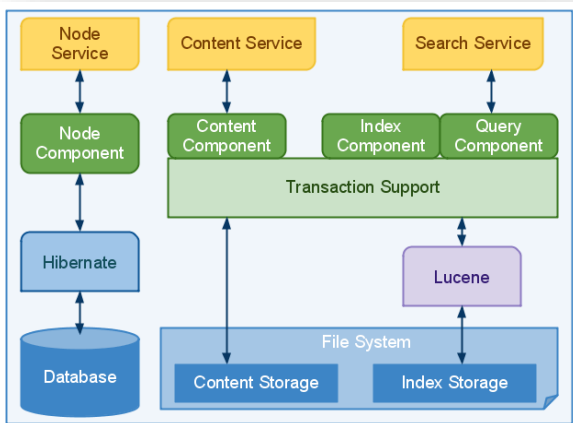 Node
Service
Content Service
Search Service
Node
Component
Content
Component
Index
Component
Query
Component
Transaction Support
Hibernate
Lucene
File System
Database
Content Storage
Index Storage